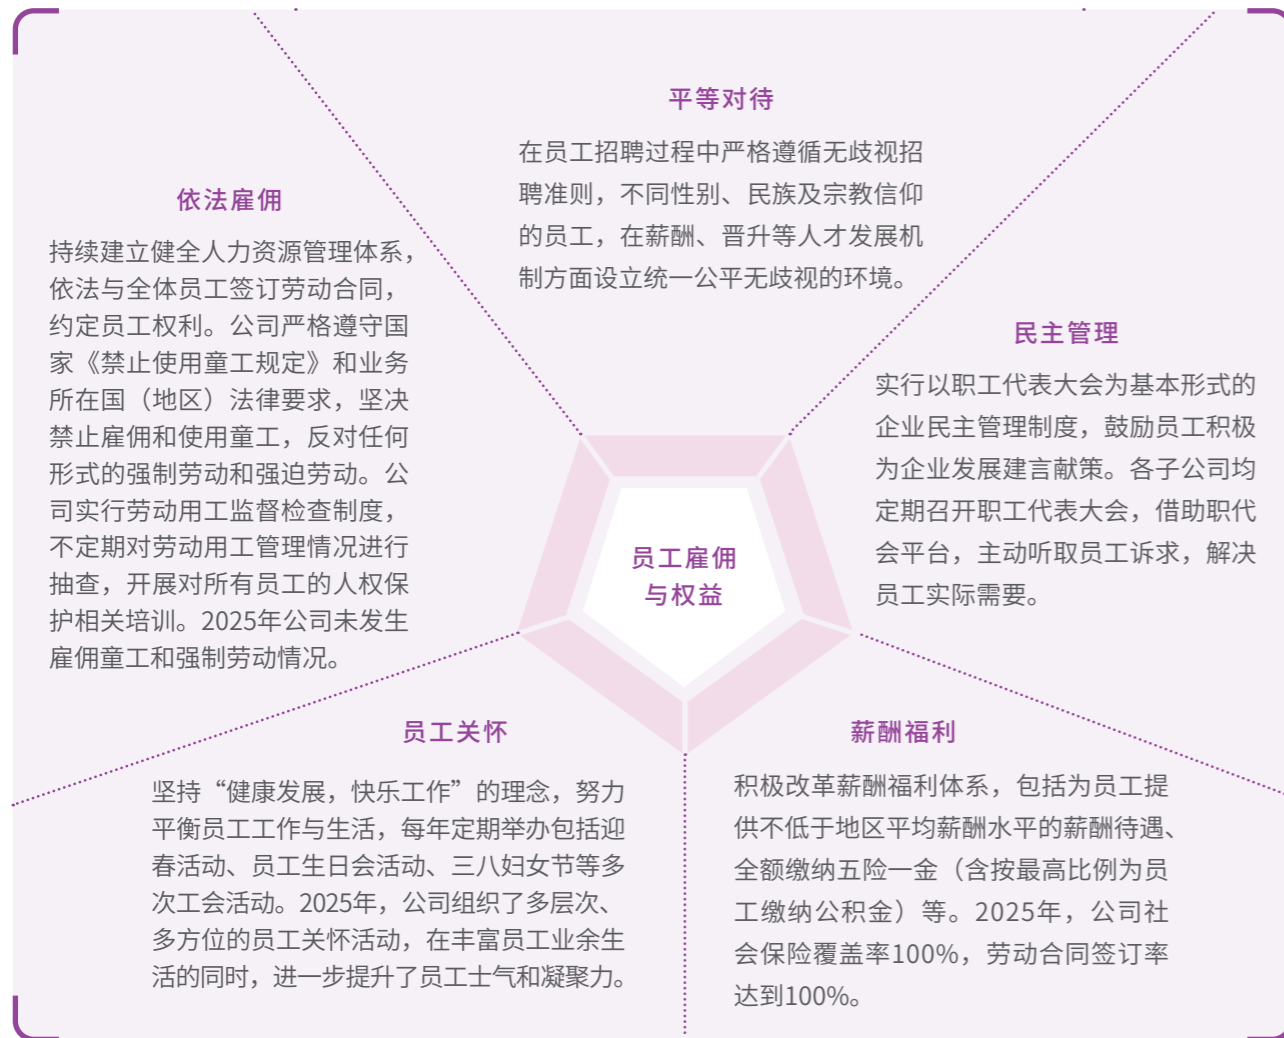 平等对待
在员工招聘过程中严格遵循无歧视招
聘准则，不同性别、民族及宗教信仰
的员工，在薪酬、晋升等人才发展机
制方面设立统一公平无歧视的环境。
依法雇佣
持续建立健全人力资源管理体系，
依法与全体员工签订劳动合同，
约定员工权利。公司严格遵守国
家《禁止使用童工规定》和业务
所在国（地区）法律要求，坚决
禁止雇佣和使用童工，反对任何
形式的强制劳动和强迫劳动。公
司实行劳动用工监督检查制度，
不定期对劳动用工管理情况进行
抽查，开展对所有员工的人权保
护相关培训。2025年公司未发生
雇佣童工和强制劳动情况。
民主管理
实行以职工代表大会为基本形式的
企业民主管理制度，鼓励员工积极
为企业发展建言献策。各子公司均
定期召开职工代表大会，借助职代
会平台，主动听取员工诉求，解决
员工实际需要。
员工雇佣
与权益
员工关怀
坚持“健康发展，快乐工作”的理念，努力
平衡员工工作与生活，每年定期举办包括迎
春活动、员工生日会活动、三八妇女节等多
次工会活动。2025年，公司组织了多层次、
多方位的员工关怀活动，在丰富员工业余生
活的同时，进一步提升了员工士气和凝聚力。
薪酬福利
积极改革薪酬福利体系，包括为员工提
供不低于地区平均薪酬水平的薪酬待遇、
全额缴纳五险一金（含按最高比例为员
工缴纳公积金）等。2025年，公司社
会保险覆盖率100%，劳动合同签订率
达到100%。